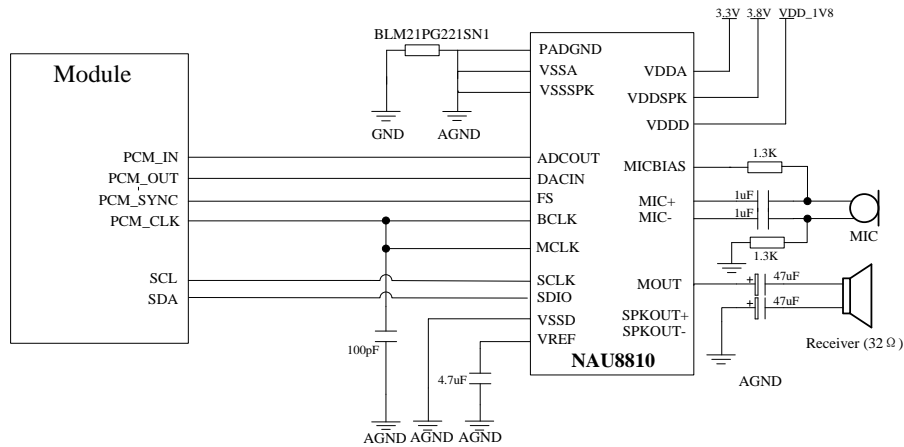 3.3V 3.8V VDD_1V8
BLM21PG221SN1
Module
PADGND
VSSA
VSSSPK
VDDA
VDDSPK
VDDD
GND
AGND
PCM_IN
PCM_OUT
PCM_SYNC
PCM_CLK
ADCOUT
DACIN
FS
BCLK
MCLK
MICBIAS
1.3K
MIC+
MIC-
1uF
1uF
MIC
1.3K
SCL
SDA
SCLK
SDIO
VSSD
VREF
MOUT
SPKOUT+
SPKOUT-
+
47uF
+
47uF
Receiver (32Ω)
100pF
4.7uF
NAU8810
AGND
AGND AGND AGND